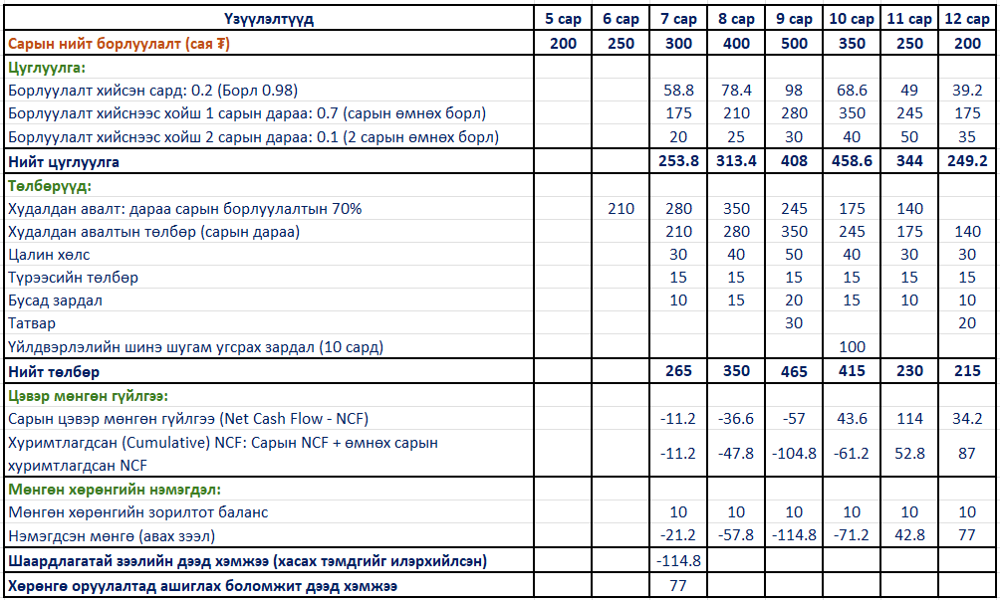 Үзүүлэлтүүд 5 сар 6 сар 7 сар 8 сар 9 сар 10 сар 11 сар 12 сар
Сарын нийт борлуулалт (сая ₮) 200 250 300 400 500 350 250 200
Цуглуулга:
Борлуулалт хийсэн сард: 0.2 (Борл 0.98) 58.8 78.4 98 68.6 49 39.2
Борлуулалт хийснээс хойш 1 сарын дараа: 0.7 (сарын өмнөх борл) 175 210 280 350 245 175
Борлуулалт хийснээс хойш 2 сарын дараа: 0.1 (2 сарын өмнөх борл) 20 25 30 40 50 35
Нийт цуглуулга 253.8 313.4 408 458.6 344 249.2
Төлбөрүүд:
Худалдан авалт: дараа сарын борлуулалтын 70% 210 280 350 245 175 140
Худалдан авалтын төлбөр (сарын дараа) 210 280 350 245 175 140
Цалин хөлс 30 40 50 40 30 30
Түрээсийн төлбөр 15 15 15 15 15 15
Бусад зардал 10 15 20 15 10 10
Татвар 30 20
Үйлдвэрлэлийн шинэ шугам угсрах зардал (10 сард) 100
Нийт төлбөр 265 350 465 415 230 215
Цэвэр мөнгөн гүйлгээ:
Сарын цэвэр мөнгөн гүйлгээ (Net Cash Flow - NCF) -11.2 -36.6 -57 43.6 114 34.2
Хуримтлагдсан (Cumulative) NCF: Сарын NCF + өмнөх сарын
хуримтлагдсан NCF -11.2 -47.8 -104.8 -61.2 52.8 87
Мөнгөн хөрөнгийн нэмэгдэл:
Мөнгөн хөрөнгийн зорилтот баланс 10 10 10 10 10 10
Нэмэгдсэн мөнгө (авах зээл) -21.2 -57.8 -114.8 -71.2 42.8 77
Шаардлагатай зээлийн дээд хэмжээ (хасах тэмдгийг илэрхийлсэн) -114.8
Хөрөнгө оруулалтад ашиглах боломжит дээд хэмжээ 77